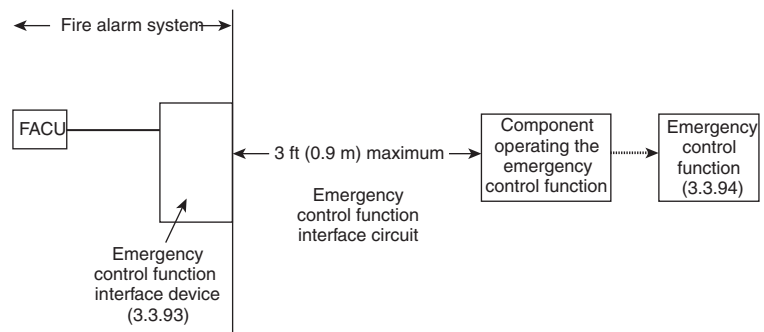 Fire alarm system
FACU
3 ft (0.9 m) maximum
Component
operating the
emergency
control function
Emergency
control
function
(3.3.94)
Emergency
control function
interface circuit
Emergency
control function
interface device
(3.3.93)